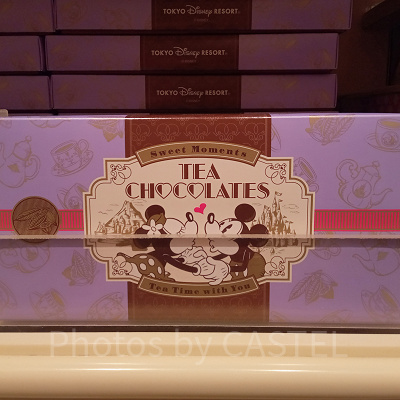 TOKYO Disney RESORT
TOKYO Disney RESORT
TOKYO Disney RESORT
Sweet Moments
TEA
CHOCOLATES
Tea Time with You
Photos by CASTEL